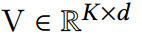 V ∈ ℝ^{K×d}